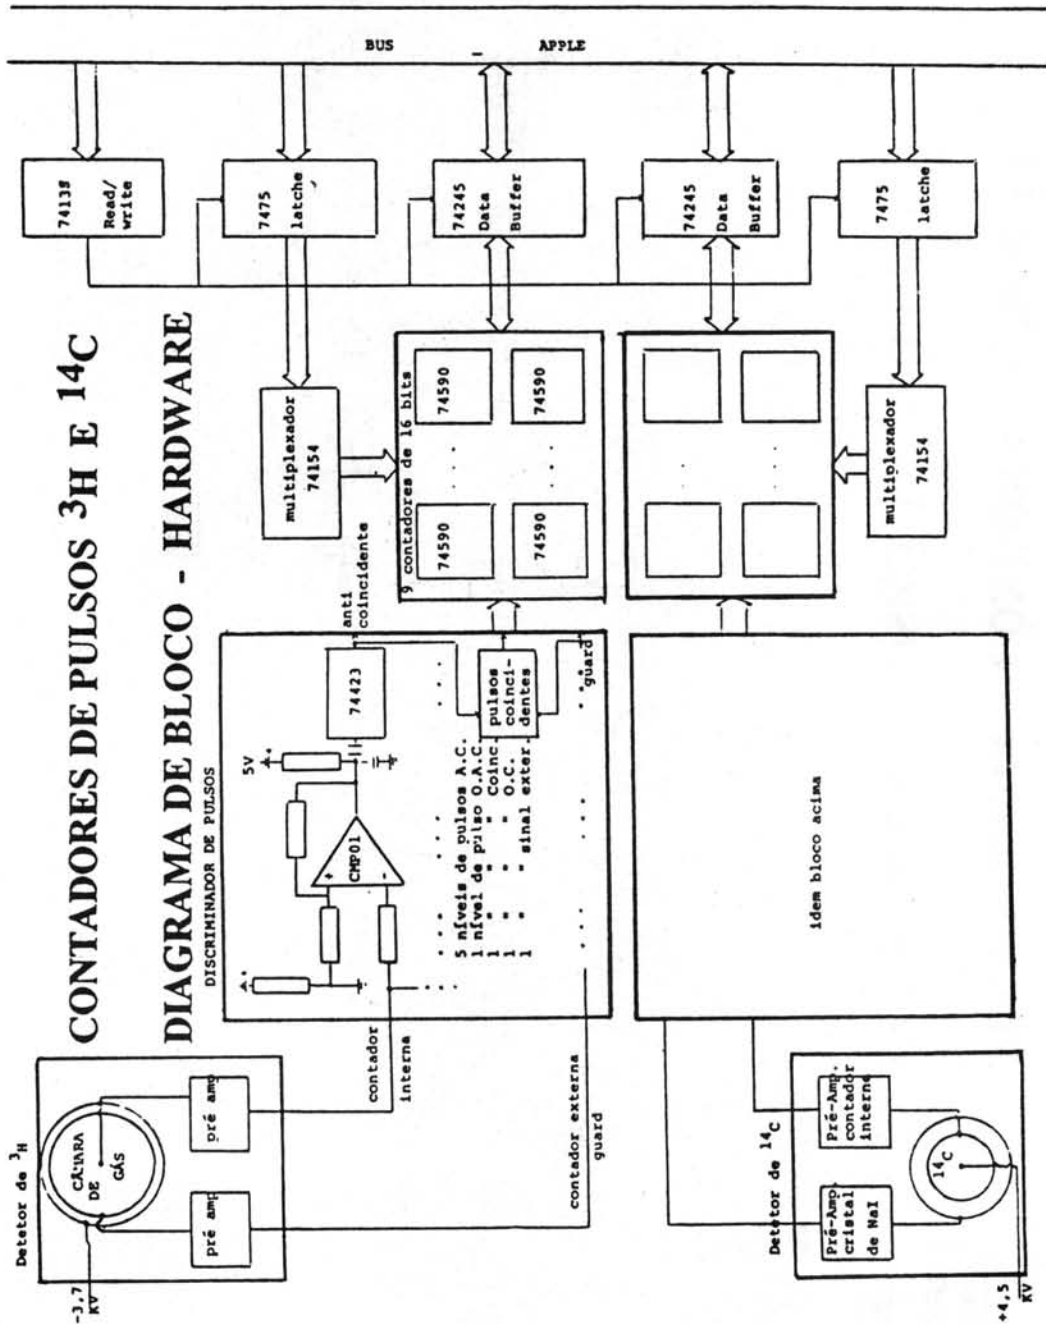 CONTADORES DE PULSOS ³H E ¹⁴C
DIAGRAMA DE BLOCO - HARDWARE
Detetor de ³H
-3,7
KV
CÂMARA
DE
GÁS
pré amp
pré amp
contador
interna
contador externa
guard
DISCRIMINADOR DE PULSOS
5V
+
-
CMP01
74423
anti
coincidente
5 níveis de pulsos A.C.
1 nível de pulso O.A.C.
1 " " Coinc.
1 " " O.C.
1 " " sinal exter.
pulsos
coinci-
dentes
guard
9 contadores de 16 bits
74590
74590
74590
74590
multiplexador
74154
Read/
write
7475
latche
74245
Data
Buffer
74245
Data
Buffer
7475
latche
BUS _ APPLE
multiplexador
74154
idem bloco acima
Detetor de ¹⁴C
Pré-Amp.
cristal
de NaI
Pré-Amp.
contador
interne
¹⁴C
+4,5
KV